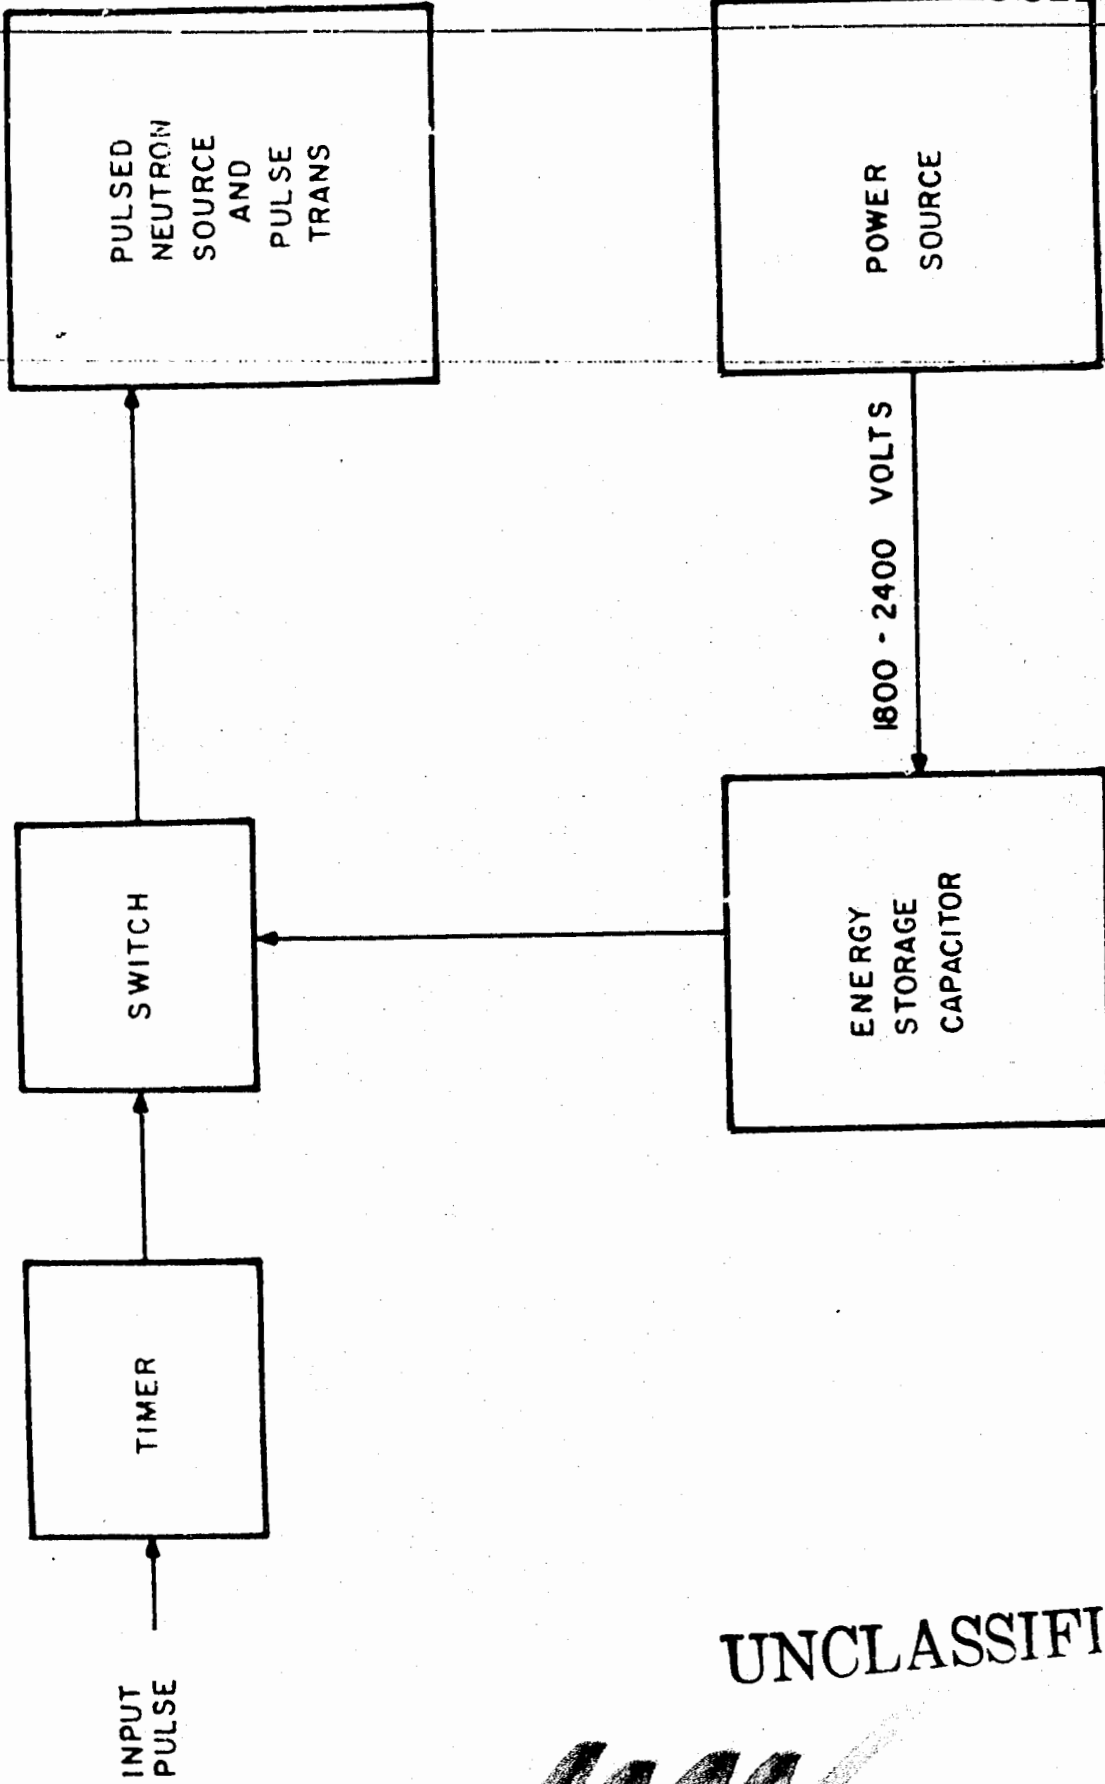 INPUT
PULSE
TIMER
SWITCH
PULSED
NEUTRON
SOURCE
AND
PULSE
TRANS
ENERGY
STORAGE
CAPACITOR
1800 - 2400 VOLTS
POWER
SOURCE
UNCLASSIFI